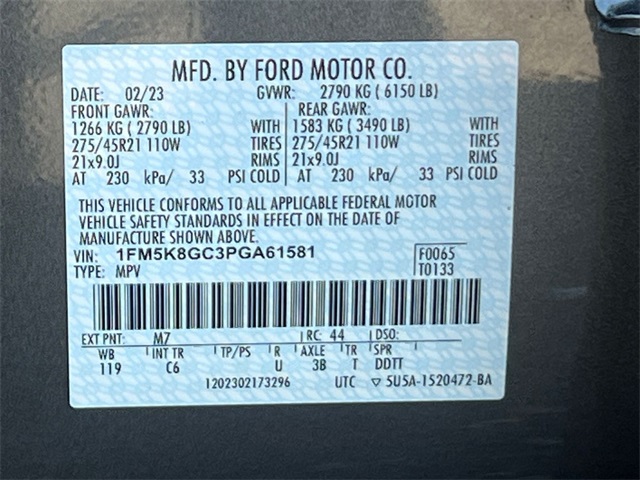 MFD. BY FORD MOTOR CO.
DATE: 02/23 GVWR: 2790 KG ( 6150 LB)
FRONT GAWR: REAR GAWR:
1266 KG ( 2790 LB) WITH 1583 KG ( 3490 LB) WITH
275/45R21 110W TIRES 275/45R21 110W TIRES
21x9.0J RIMS 21x9.0J RIMS
AT 230 kPa/ 33 PSI COLD AT 230 kPa/ 33 PSI COLD
THIS VEHICLE CONFORMS TO ALL APPLICABLE FEDERAL MOTOR
VEHICLE SAFETY STANDARDS IN EFFECT ON THE DATE OF
MANUFACTURE SHOWN ABOVE.
VIN: 1FM5K8GC3PGA61581 F0065
TYPE: MPV T0133
EXT PNT: M7 RC: 44 DSO:
WB INT TR TP/PS R AXLE TR SPR
119 C6 U 3B T DDTT
1202302173296 UTC ▽ 5U5A-1520472-BA